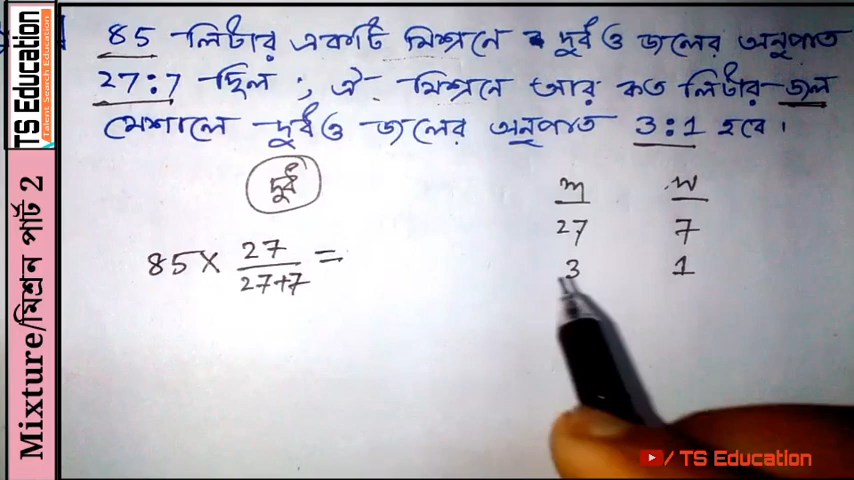 85 লিটার একটি মিশ্রনে দুধ ও জলের অনুপাত
27:7 ছিল ; ঐ মিশ্রনে আর কত লিটার জল
মেশালে দুধ ও জলের অনুপাত 3:1 হবে।
দুধ
85 × 27/27+7 =
m w
27 7
3 1
TS Education
Talent Search Education
Mixture/মিশ্রন পার্ট 2
/ TS Education